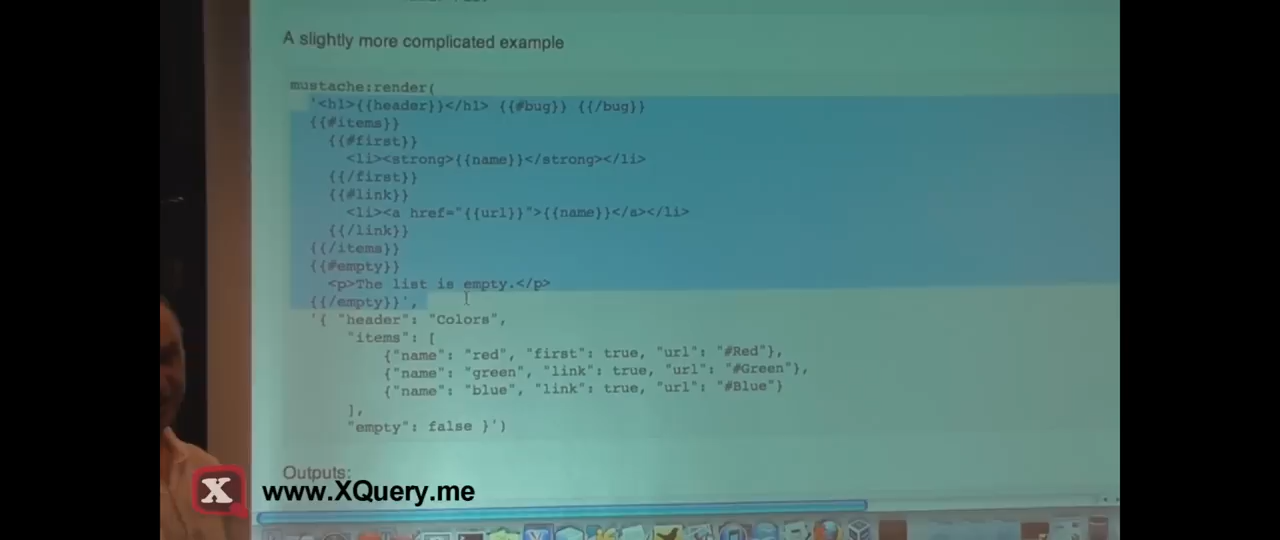 A slightly more complicated example
mustache:render(
'<h1>{{header}}</h1> {{#bug}} {{/bug}}
{{#items}}
{{#first}}
<li><strong>{{name}}</strong></li>
{{/first}}
{{#link}}
<li><a href="{{url}}">{{name}}</a></li>
{{/link}}
{{/items}}
{{#empty}}
<p>The list is empty.</p>
{{/empty}}',
'{ "header": "Colors",
"items": [
{"name": "red", "first": true, "url": "#Red"},
{"name": "green", "link": true, "url": "#Green"},
{"name": "blue", "link": true, "url": "#Blue"}
],
"empty": false }')
Outputs:
X www.XQuery.me